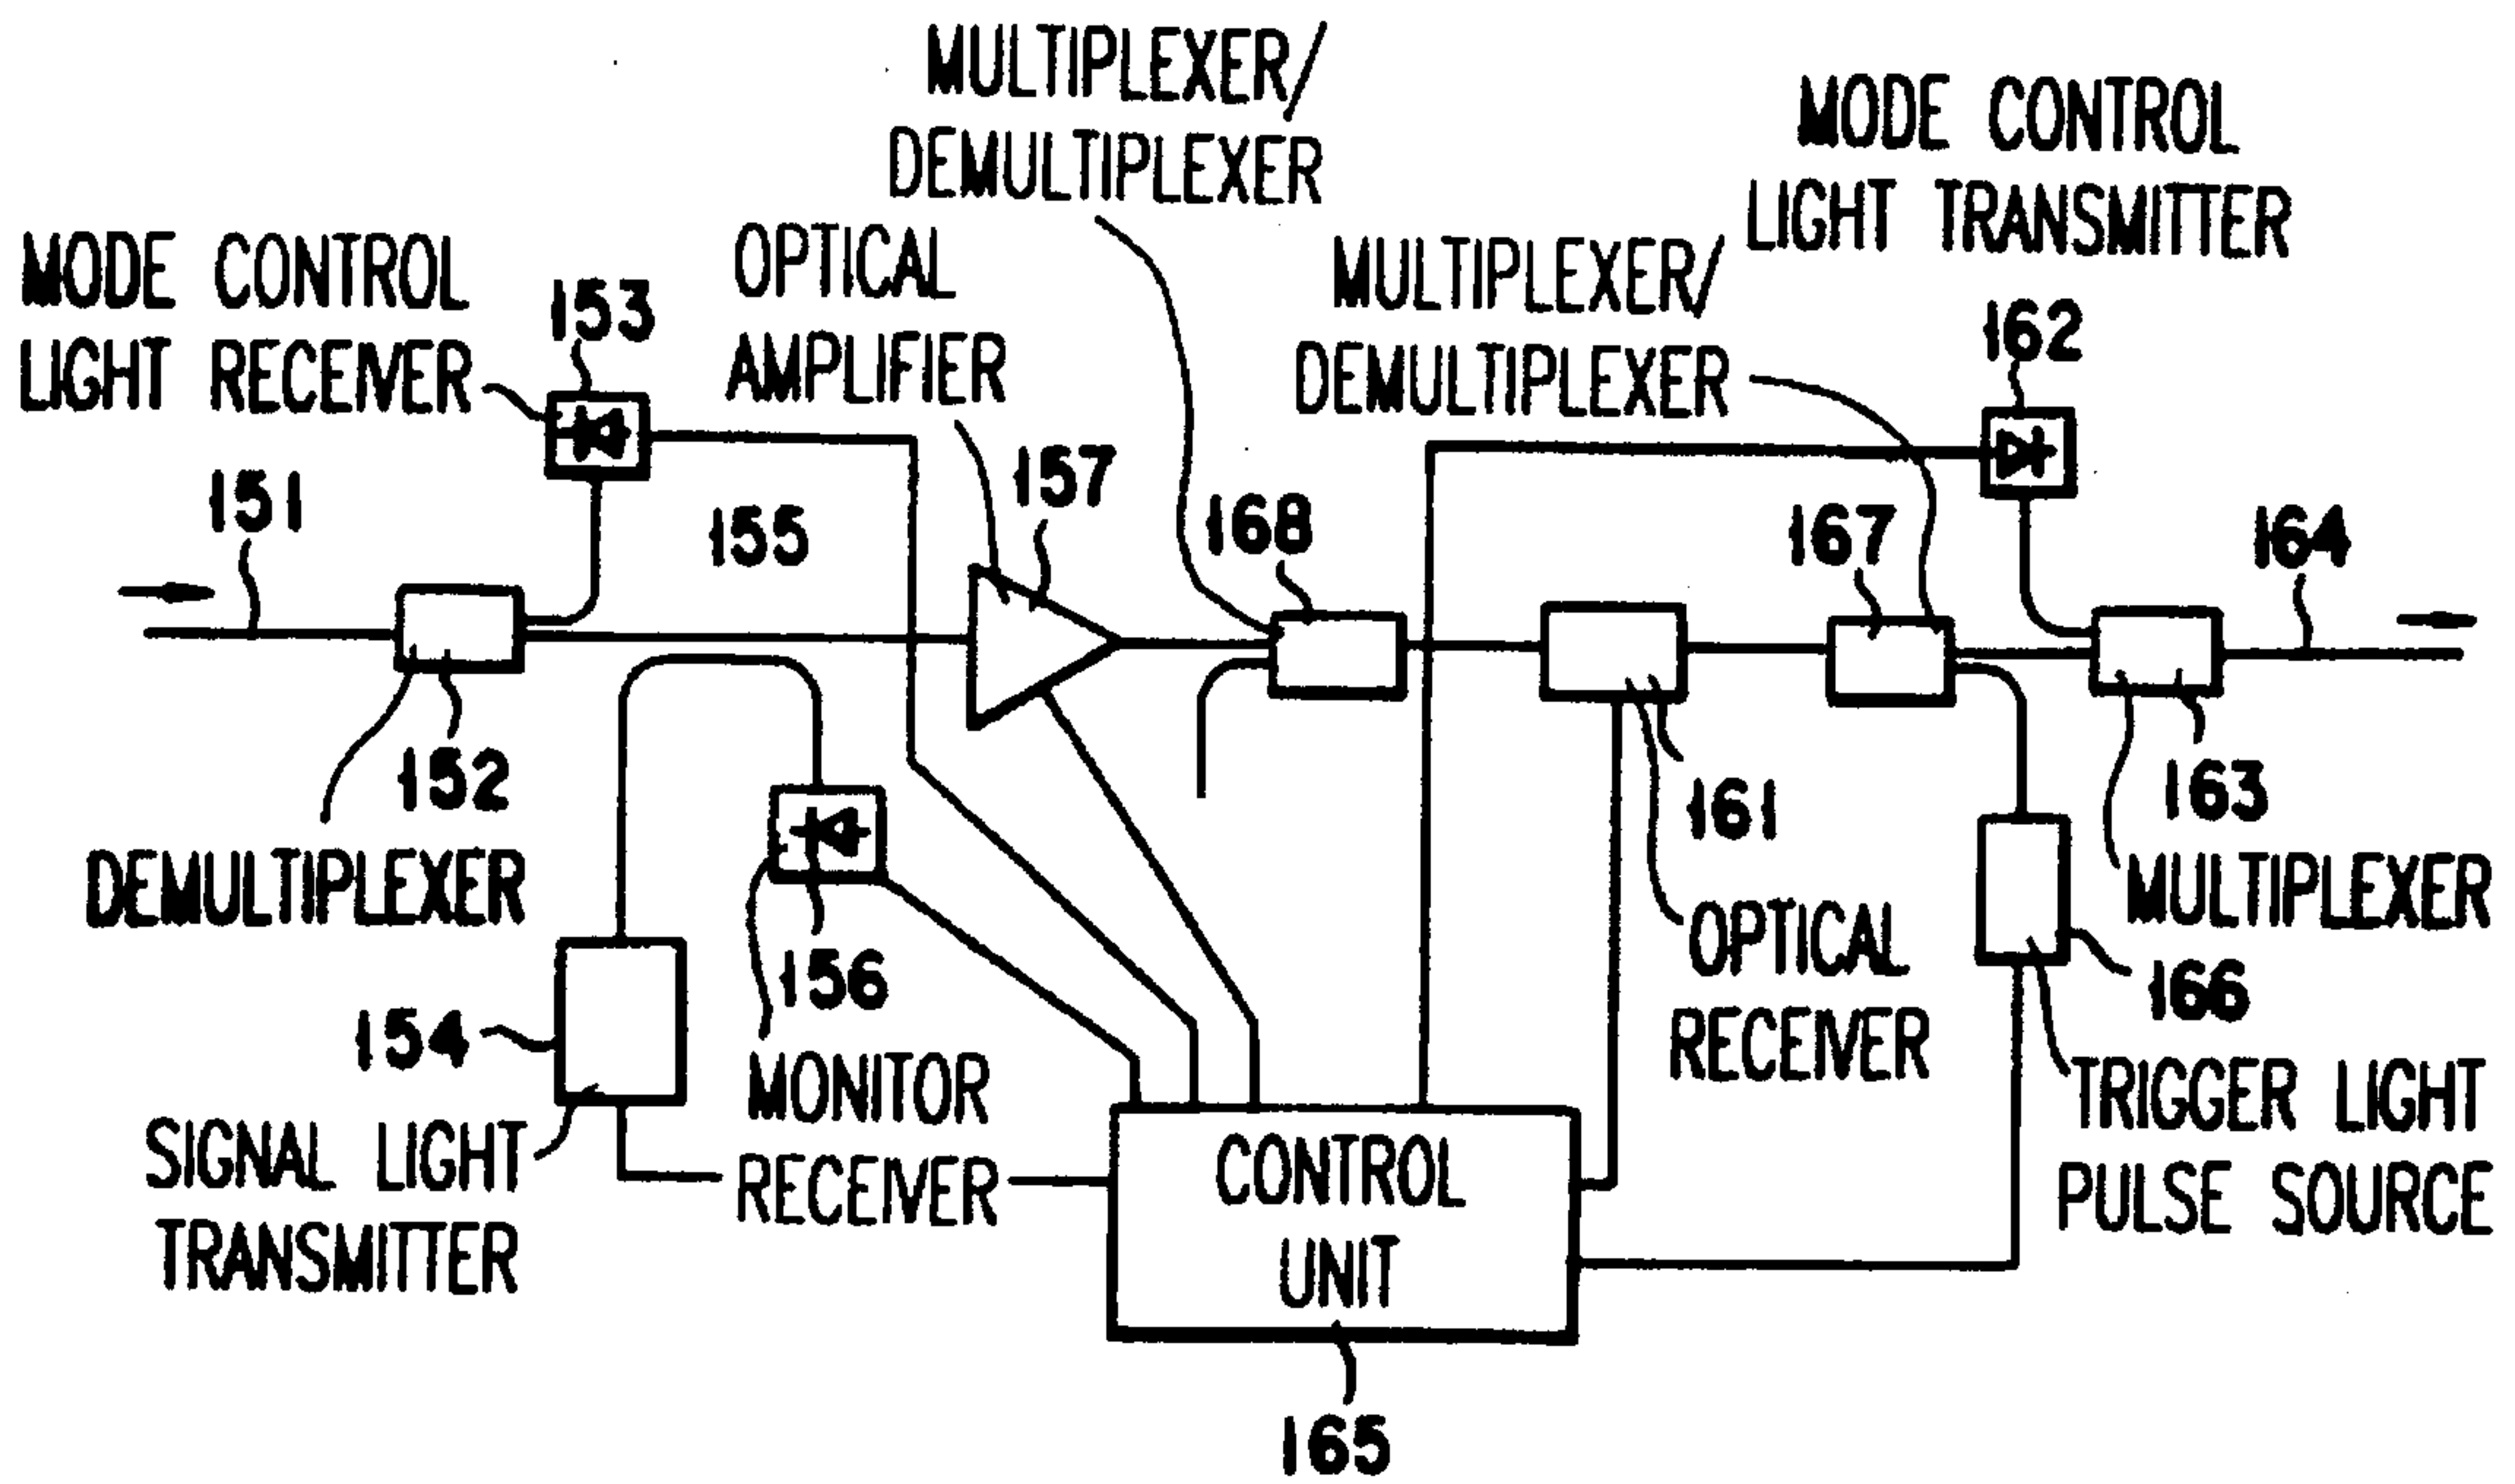 MULTIPLEXER/
DEMULTIPLEXER
MODE CONTROL
LIGHT TRANSMITTER
MODE CONTROL
LIGHT RECEIVER
153
OPTICAL
AMPLIFIER
MULTIPLEXER/
DEMULTIPLEXER
162
151
155
157
168
167
164
152
DEMULTIPLEXER
161
163
MULTIPLEXER
156
OPTICAL
RECEIVER
166
154
MONITOR
RECEIVER
TRIGGER LIGHT
PULSE SOURCE
SIGNAL LIGHT
TRANSMITTER
CONTROL
UNIT
165